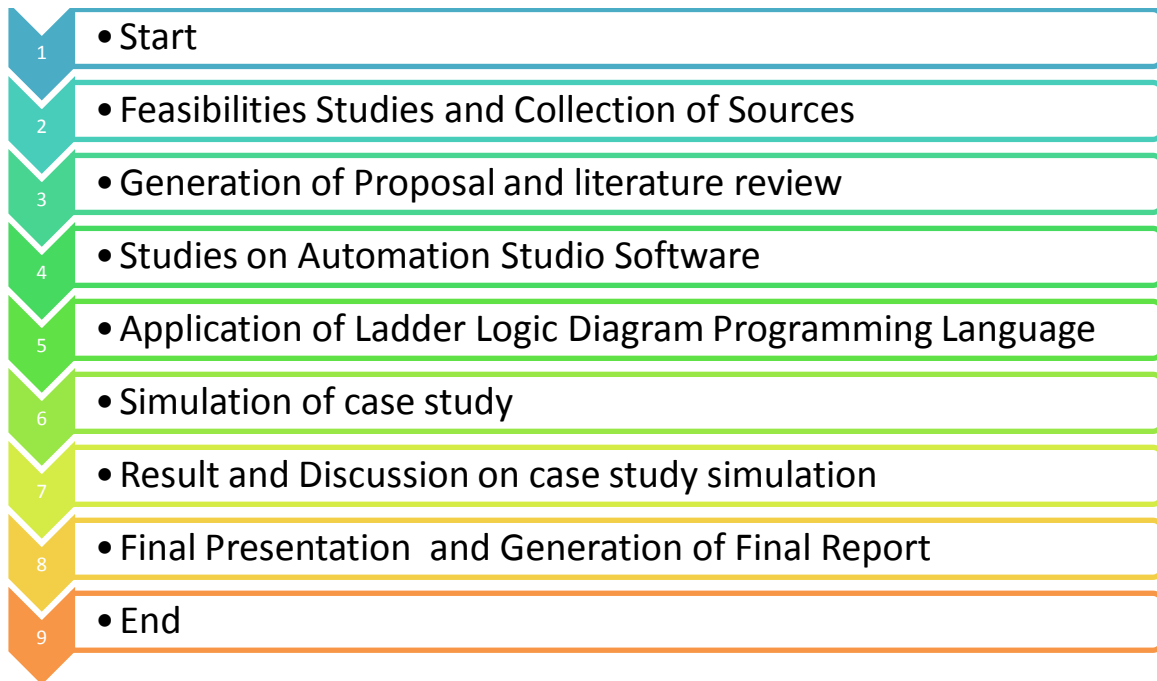 1
• Start
2
• Feasibilities Studies and Collection of Sources
3
• Generation of Proposal and literature review
4
• Studies on Automation Studio Software
5
• Application of Ladder Logic Diagram Programming Language
6
• Simulation of case study
7
• Result and Discussion on case study simulation
8
• Final Presentation  and Generation of Final Report
9
• End